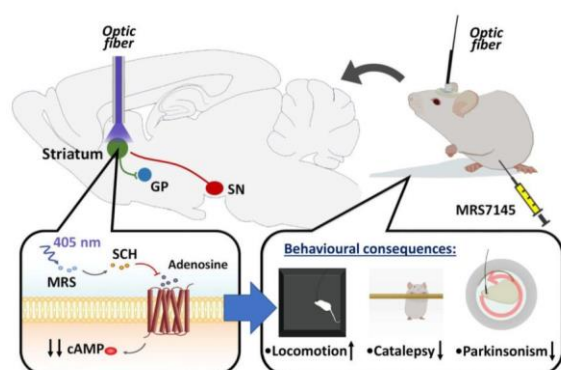 Optic
fiber
Optic
fiber
Striatum
GP
SN
MRS7145
405 nm
MRS
SCH
Adenosine
↓↓ cAMP
Behavioural consequences:
•Locomotion↑
•Catalepsy↓
•Parkinsonism↓